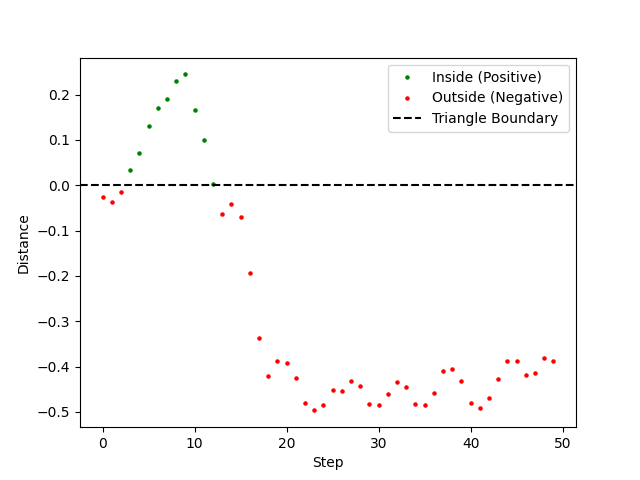 Inside (Positive)
Outside (Negative)
Triangle Boundary
0.2
0.1
0.0
−0.1
−0.2
−0.3
−0.4
−0.5
Distance
0 10 20 30 40 50
Step